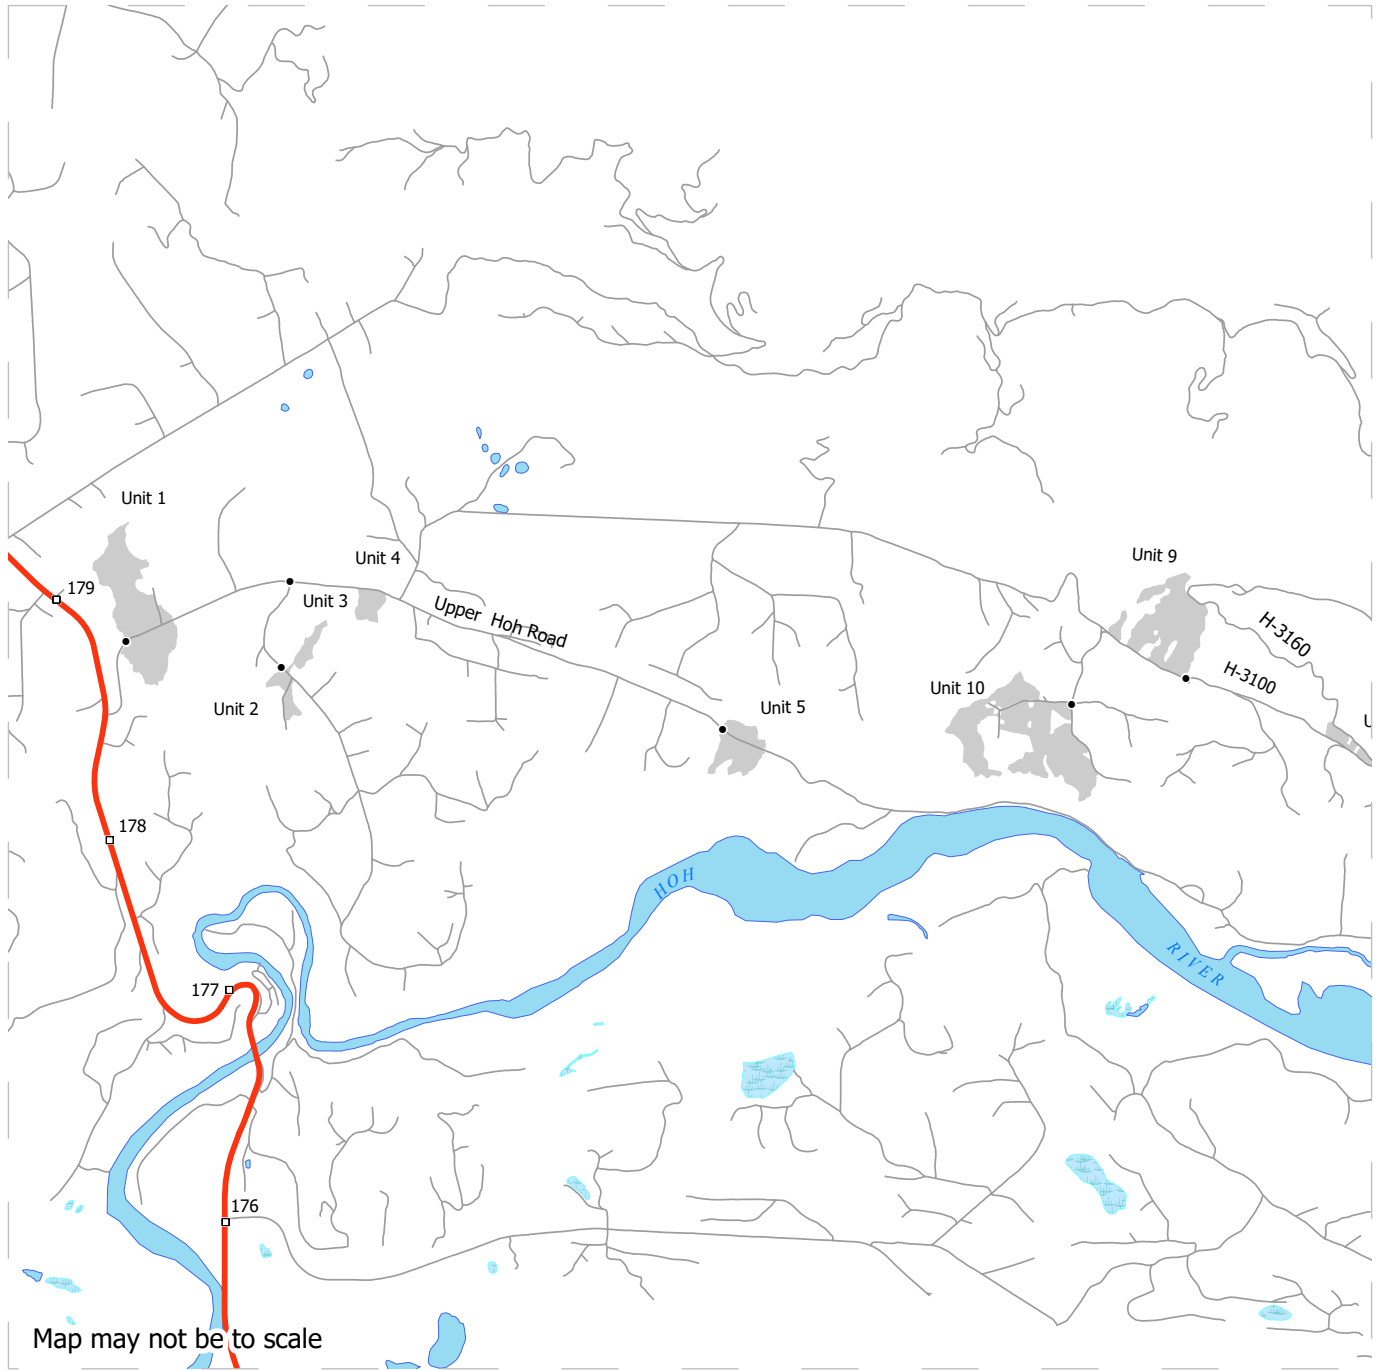 Unit 1
Unit 4
Unit 9
179
Unit 3
Upper Hoh Road
H-3160
H-3100
Unit 10
Unit 2
Unit 5
178
HOH
RIVER
177
176
Map may not be to scale